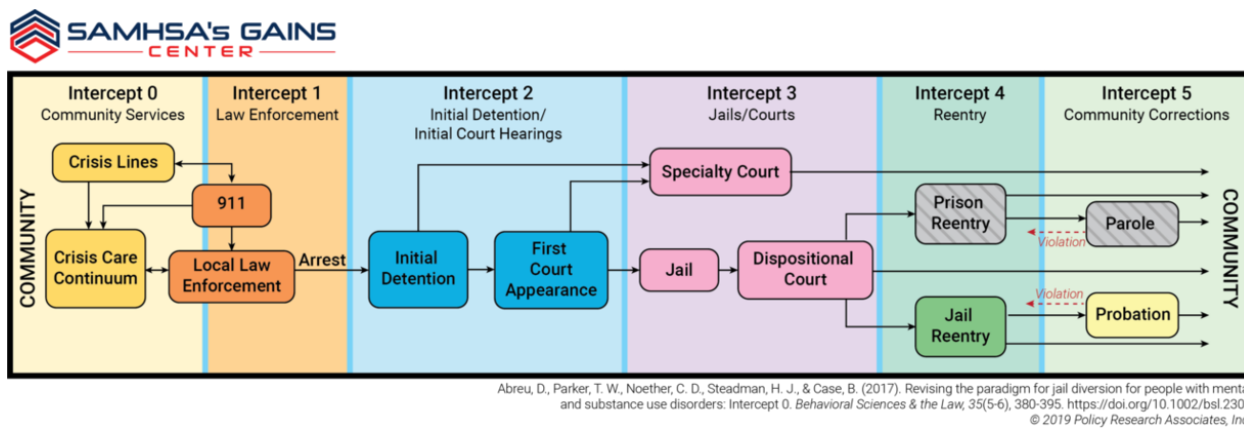 SAMHSA's GAINS
CENTER
Intercept 0
Community Services
Intercept 1
Law Enforcement
Intercept 2
Initial Detention/
Initial Court Hearings
Intercept 3
Jails/Courts
Intercept 4
Reentry
Intercept 5
Community Corrections
COMMUNITY
Crisis Lines
911
Crisis Care
Continuum
Local Law
Enforcement
Arrest
Initial
Detention
First
Court
Appearance
Specialty Court
Jail
Dispositional
Court
Prison
Reentry
Violation
Parole
Jail
Reentry
Violation
Probation
COMMUNITY
Abreu, D., Parker, T. W., Noether, C. D., Steadman, H. J., & Case, B. (2017). Revising the paradigm for jail diversion for people with menta
and substance use disorders: Intercept 0. Behavioral Sciences & the Law, 35(5-6), 380-395. https://doi.org/10.1002/bsl.230
© 2019 Policy Research Associates, Inc